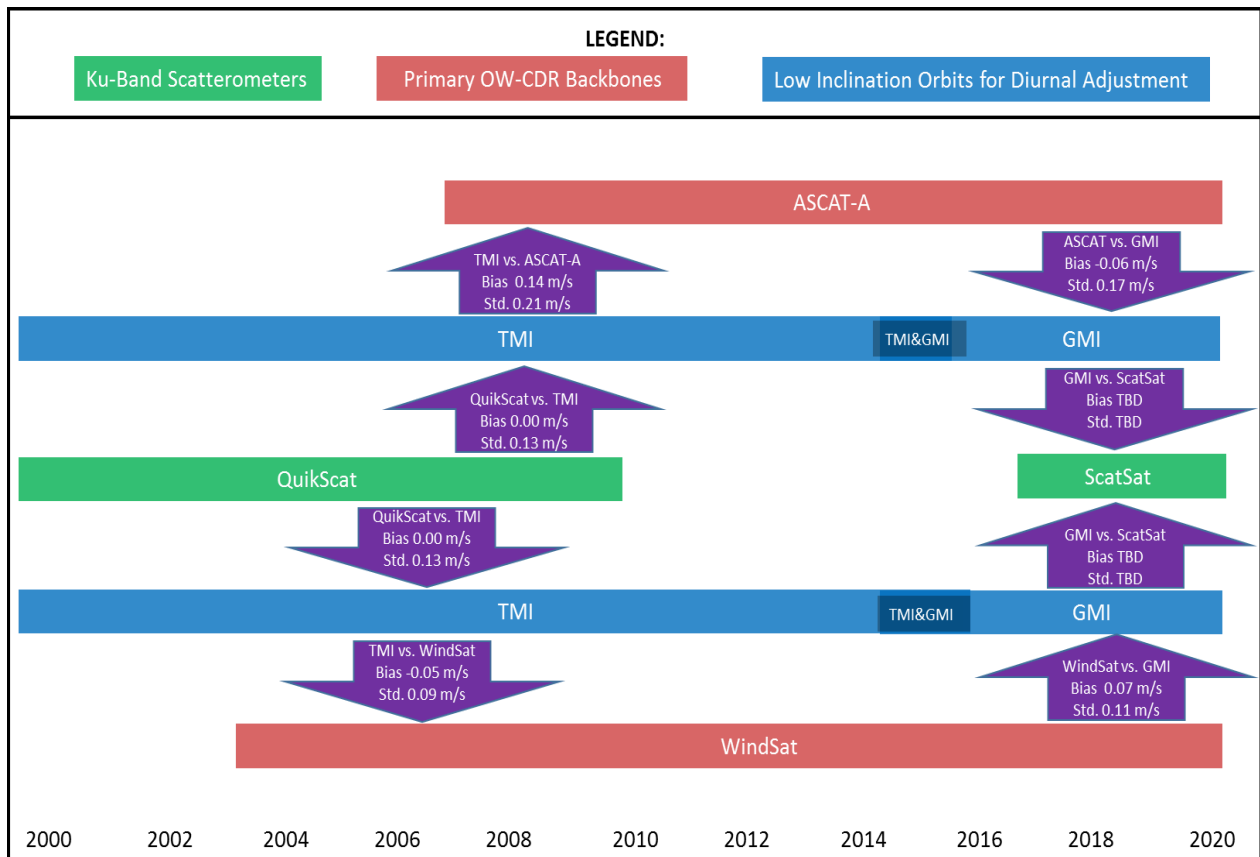 LEGEND:
Ku-Band Scatterometers
Primary OW-CDR Backbones
Low Inclination Orbits for Diurnal Adjustment
ASCAT-A
TMI vs. ASCAT-A
Bias 0.14 m/s
Std. 0.21 m/s
ASCAT vs. GMI
Bias -0.06 m/s
Std. 0.17 m/s
TMI
TMI&GMI
GMI
QuikScat vs. TMI
Bias 0.00 m/s
Std. 0.13 m/s
GMI vs. ScatSat
Bias TBD
Std. TBD
QuikScat
ScatSat
QuikScat vs. TMI
Bias 0.00 m/s
Std. 0.13 m/s
GMI vs. ScatSat
Bias TBD
Std. TBD
TMI
TMI&GMI
GMI
TMI vs. WindSat
Bias -0.05 m/s
Std. 0.09 m/s
WindSat vs. GMI
Bias 0.07 m/s
Std. 0.11 m/s
WindSat
2000 2002 2004 2006 2008 2010 2012 2014 2016 2018 2020